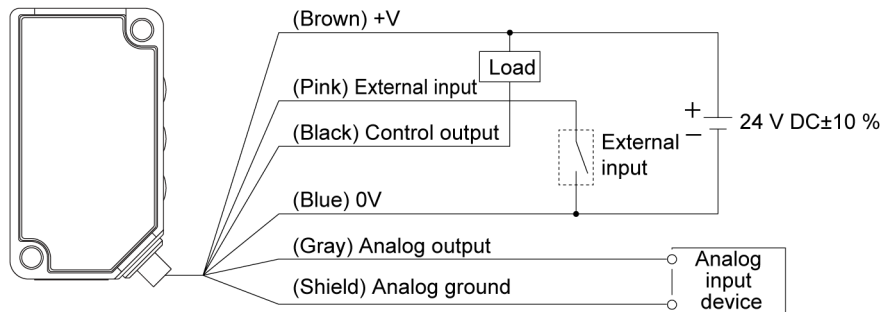 (Brown) +V
Load
(Pink) External input
+
−
24 V DC±10 %
(Black) Control output
External
input
(Blue) 0V
(Gray) Analog output
(Shield) Analog ground
Analog
input
device